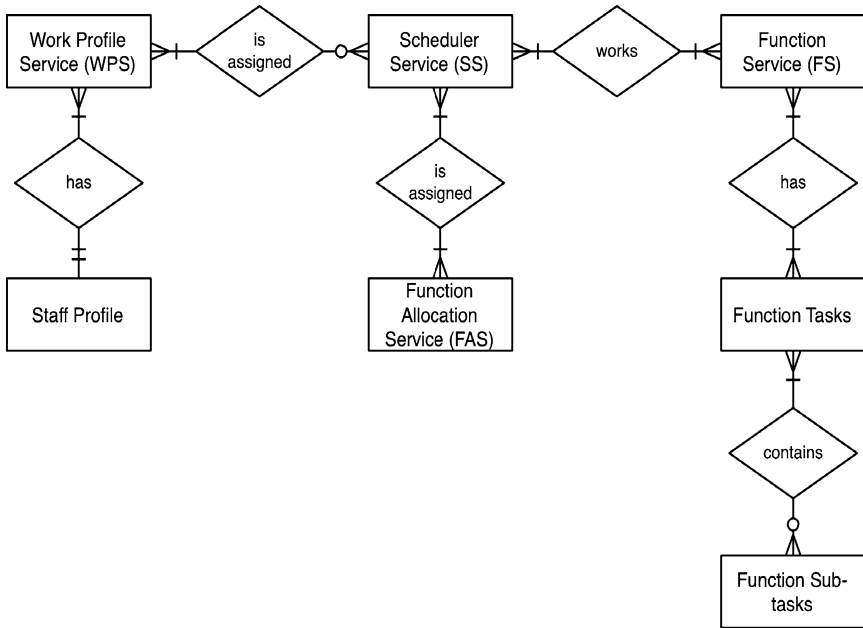 Work Profile
Service (WPS)
is
assigned
Scheduler
Service (SS)
works
Function
Service (FS)
has
is
assigned
has
Staff Profile
Function
Allocation
Service (FAS)
Function Tasks
contains
Function Sub-
tasks